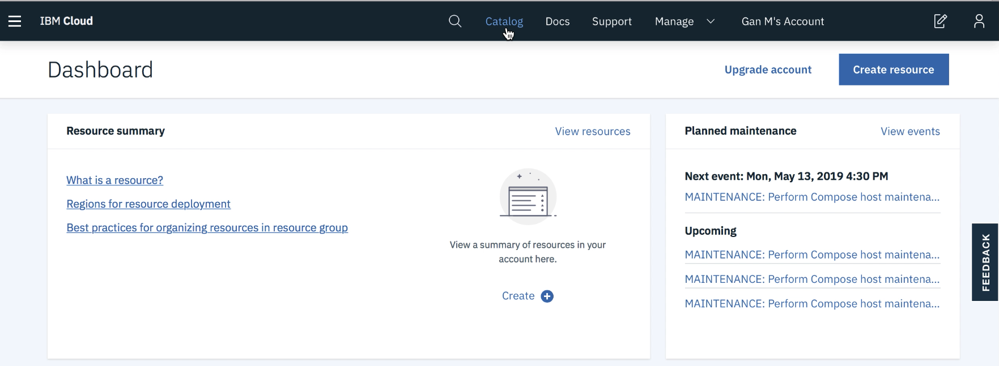 IBM Cloud Catalog Docs Support Manage Gan M's Account
Dashboard Upgrade account Create resource
Resource summary View resources
What is a resource?
Regions for resource deployment
Best practices for organizing resources in resource group
View a summary of resources in your
account here.
Create
Planned maintenance View events
Next event: Mon, May 13, 2019 4:30 PM
MAINTENANCE: Perform Compose host maintena...
Upcoming
MAINTENANCE: Perform Compose host maintena...
MAINTENANCE: Perform Compose host maintena...
MAINTENANCE: Perform Compose host maintena...
FEEDBACK